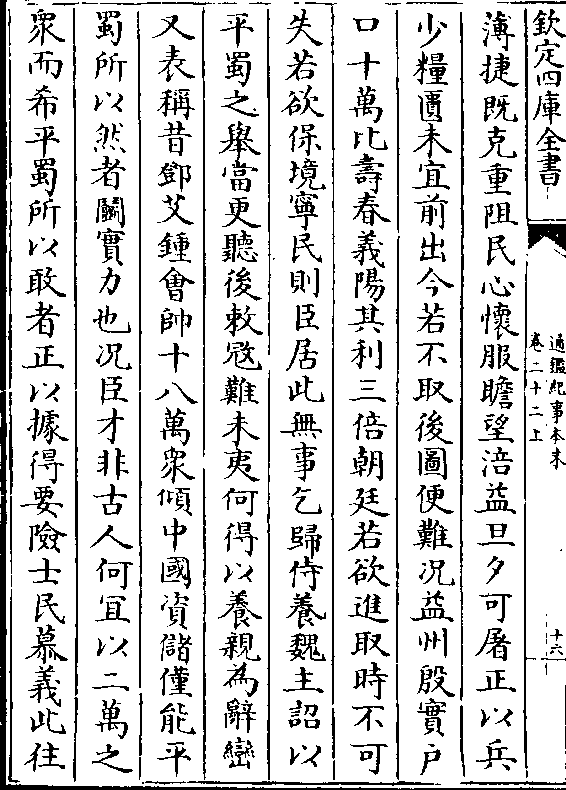 欽定四庫全書
通鑑紀事本末
卷二十二上
十六
薄捷既克重阻民心懷服瞻望涪益旦夕可屠正以兵
少糧匱未宜前出今若不取後圖便難况益州殷實户
口十萬比壽春義陽其利三倍朝廷若欲進取時不可
失若欲保境寧民則臣居此無事乞歸侍養魏主詔以
平蜀之舉當更聽後敕寇難未夷何得以養親為辭巒
又表稱昔鄧艾鍾會帥十八萬衆傾中國資儲僅能平
蜀所以然者鬭實力也况臣才非古人何宜以二萬之
衆而希平蜀所以敢者正以據得要險士民慕義此往